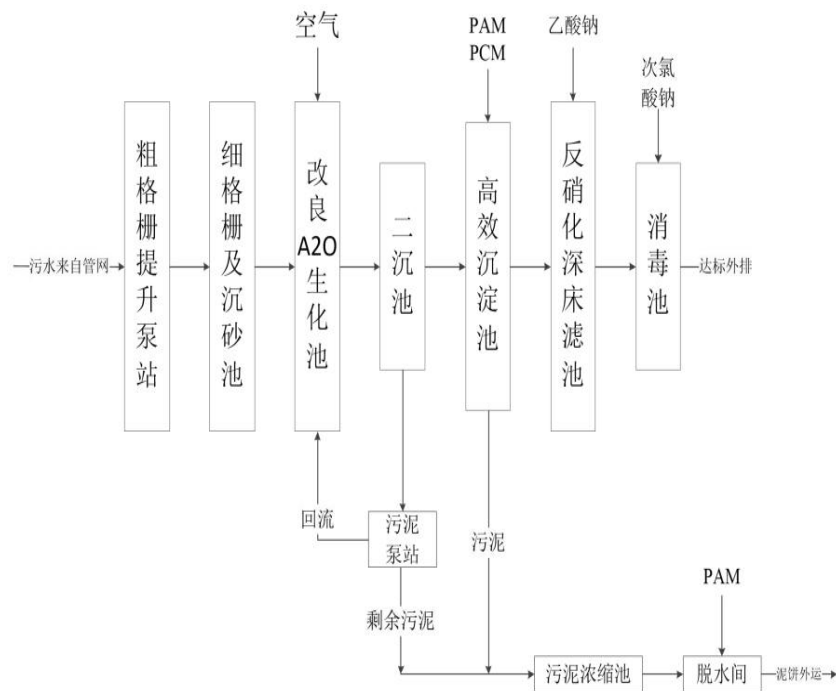 空气
PAM
PCM
乙酸钠
次氯
酸钠
污水来自管网
粗格栅提升泵站
细格栅及沉砂池
改良A2O生化池
二沉池
高效沉淀池
反硝化深床滤池
消毒池
达标外排
回流
污泥
泵站
污泥
剩余污泥
PAM
污泥浓缩池
脱水间
泥饼外运